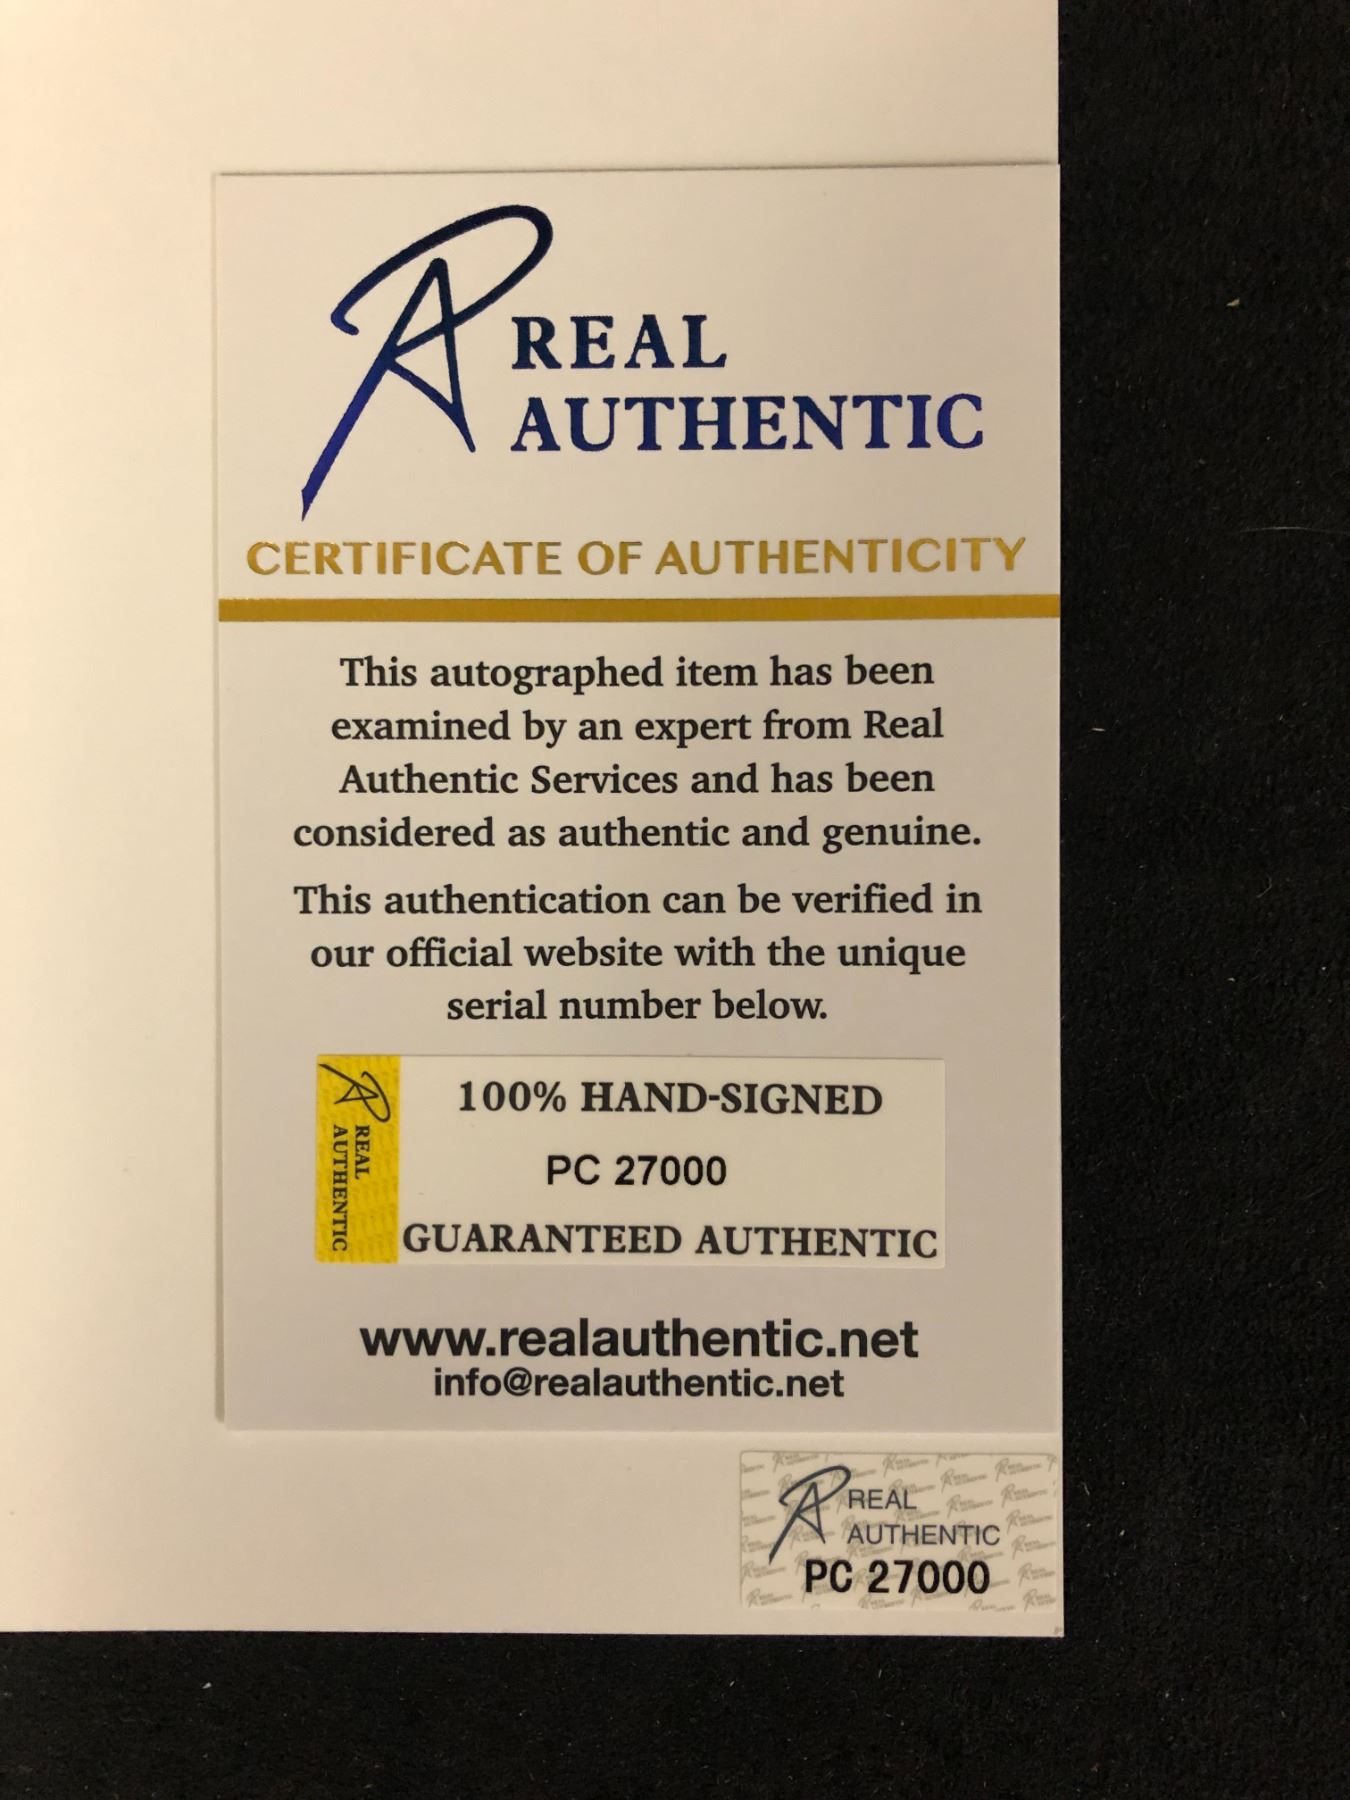 REAL
AUTHENTIC
CERTIFICATE OF AUTHENTICITY
This autographed item has been
examined by an expert from Real
Authentic Services and has been
considered as authentic and genuine.
This authentication can be verified in
our official website with the unique
serial number below.
REAL
AUTHENTIC
100% HAND-SIGNED
PC 27000
GUARANTEED AUTHENTIC
www.realauthentic.net
info@realauthentic.net
REAL
AUTHENTIC
PC 27000